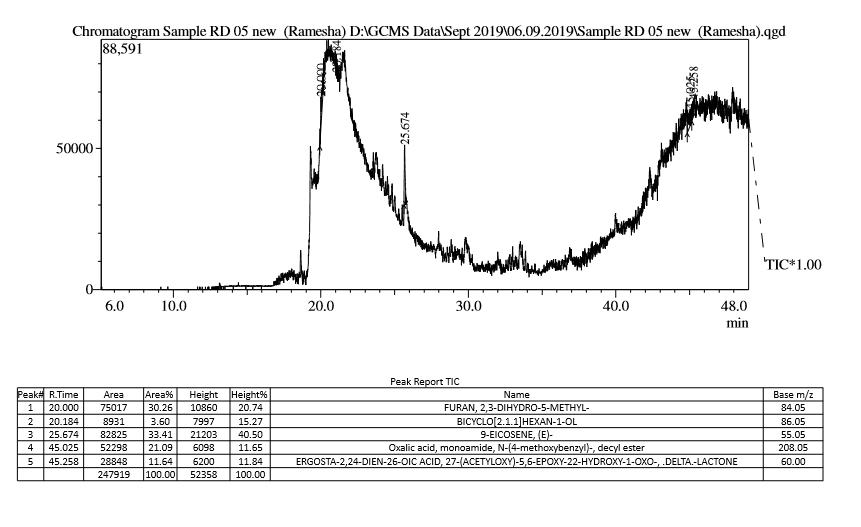 Chromatogram Sample RD 05 new (Ramesha) D:\GCMS Data\Sept 2019\06.09.2019\Sample RD 05 new (Ramesha).qgd
88,591
20.000
20.184
25.674
45.025
45.258
50000
0
TIC*1.00
6.0 10.0 20.0 30.0 40.0 48.0
min
Peak Report TIC
Peak# R.Time Area Area% Height Height% Name Base m/z
1 20.000 75017 30.26 10860 20.74 FURAN, 2,3-DIHYDRO-5-METHYL- 84.05
2 20.184 8931 3.60 7997 15.27 BICYCLO[2.1.1]HEXAN-1-OL 86.05
3 25.674 82825 33.41 21203 40.50 9-EICOSENE, (E)- 55.05
4 45.025 52298 21.09 6098 11.65 Oxalic acid, monoamide, N-(4-methoxybenzyl)-, decyl ester 208.05
5 45.258 28848 11.64 6200 11.84 ERGOSTA-2,24-DIEN-26-OIC ACID, 27-(ACETYLOXY)-5,6-EPOXY-22-HYDROXY-1-OXO-, .DELTA.-LACTONE 60.00
247919 100.00 52358 100.00